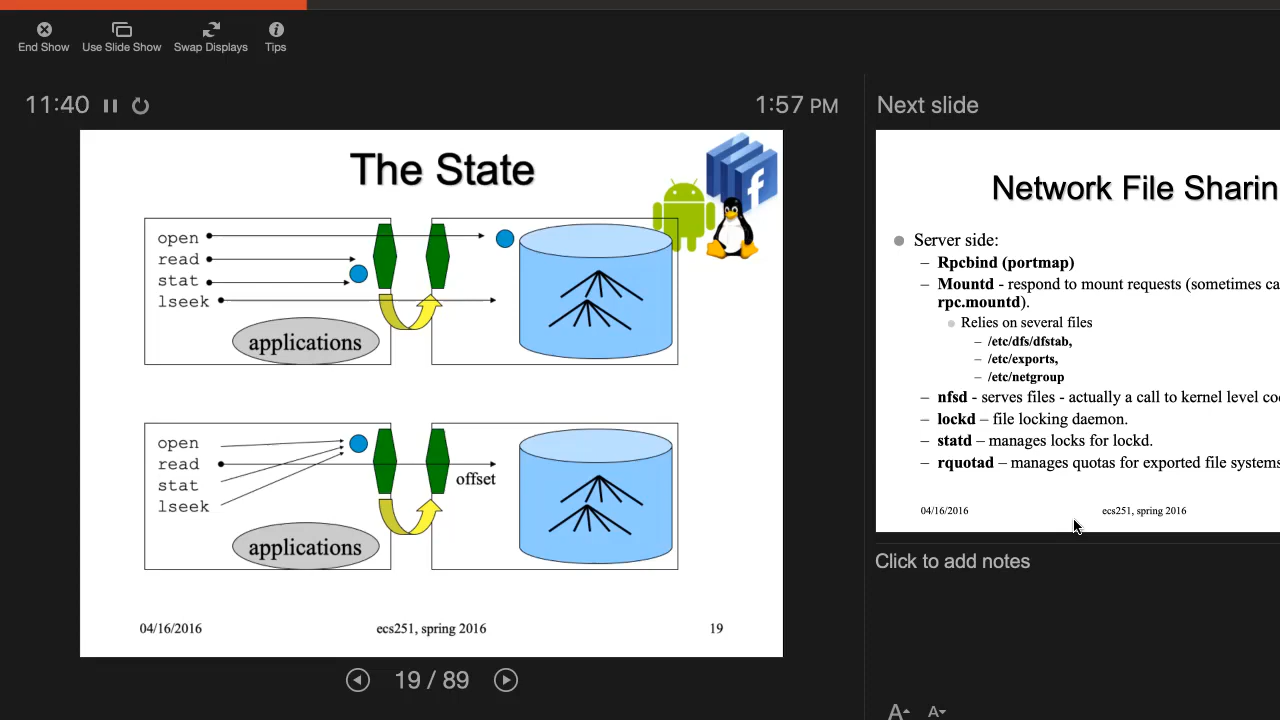 End Show
Use Slide Show
Swap Displays
Tips
11:40
1:57 PM
Next slide
The State
f
open
read
stat
lseek
applications
open
read
stat
lseek
offset
applications
04/16/2016
ecs251, spring 2016
19
19 / 89
Network File Sharin
Server side:
– Rpcbind (portmap)
– Mountd - respond to mount requests (sometimes ca
rpc.mountd).
Relies on several files
– /etc/dfs/dfstab,
– /etc/exports,
– /etc/netgroup
– nfsd - serves files - actually a call to kernel level co
– lockd – file locking daemon.
– statd – manages locks for lockd.
– rquotad – manages quotas for exported file systems
04/16/2016
ecs251, spring 2016
Click to add notes
A
A